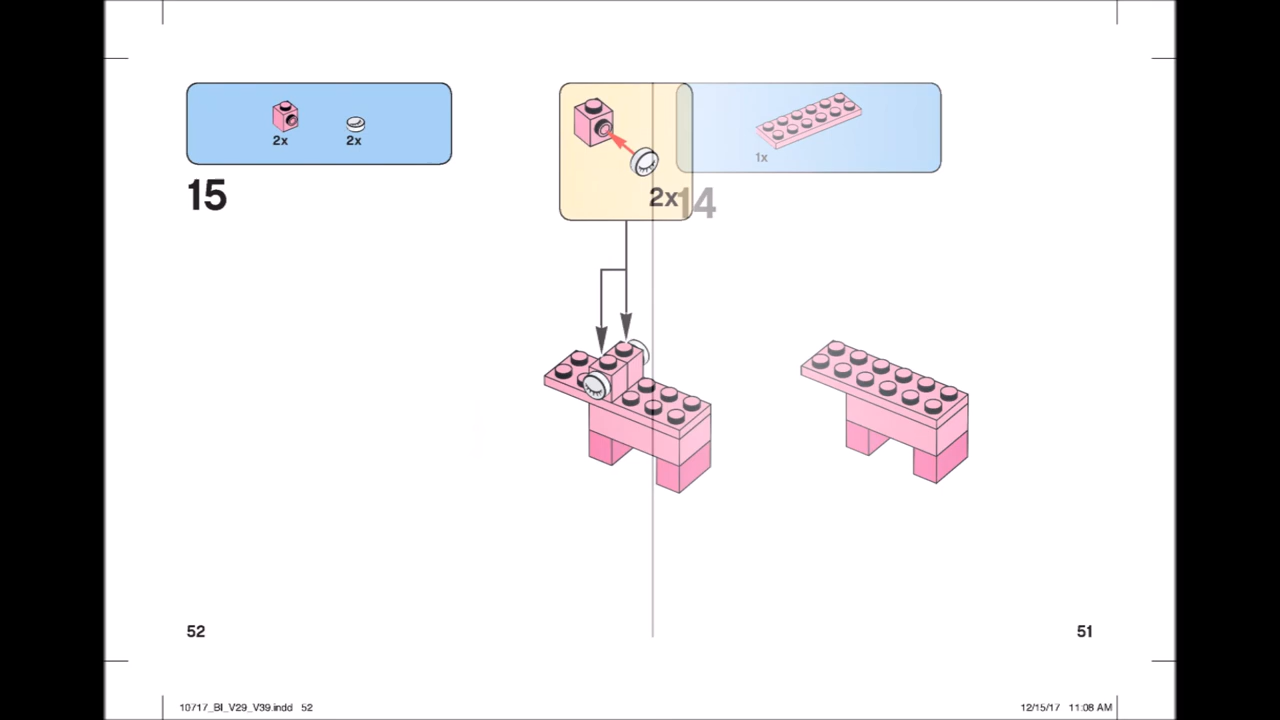 2x 2x
15
2x
1x
14
52
51
10717_BI_V29_V39.indd 52
12/15/17 11:08 AM